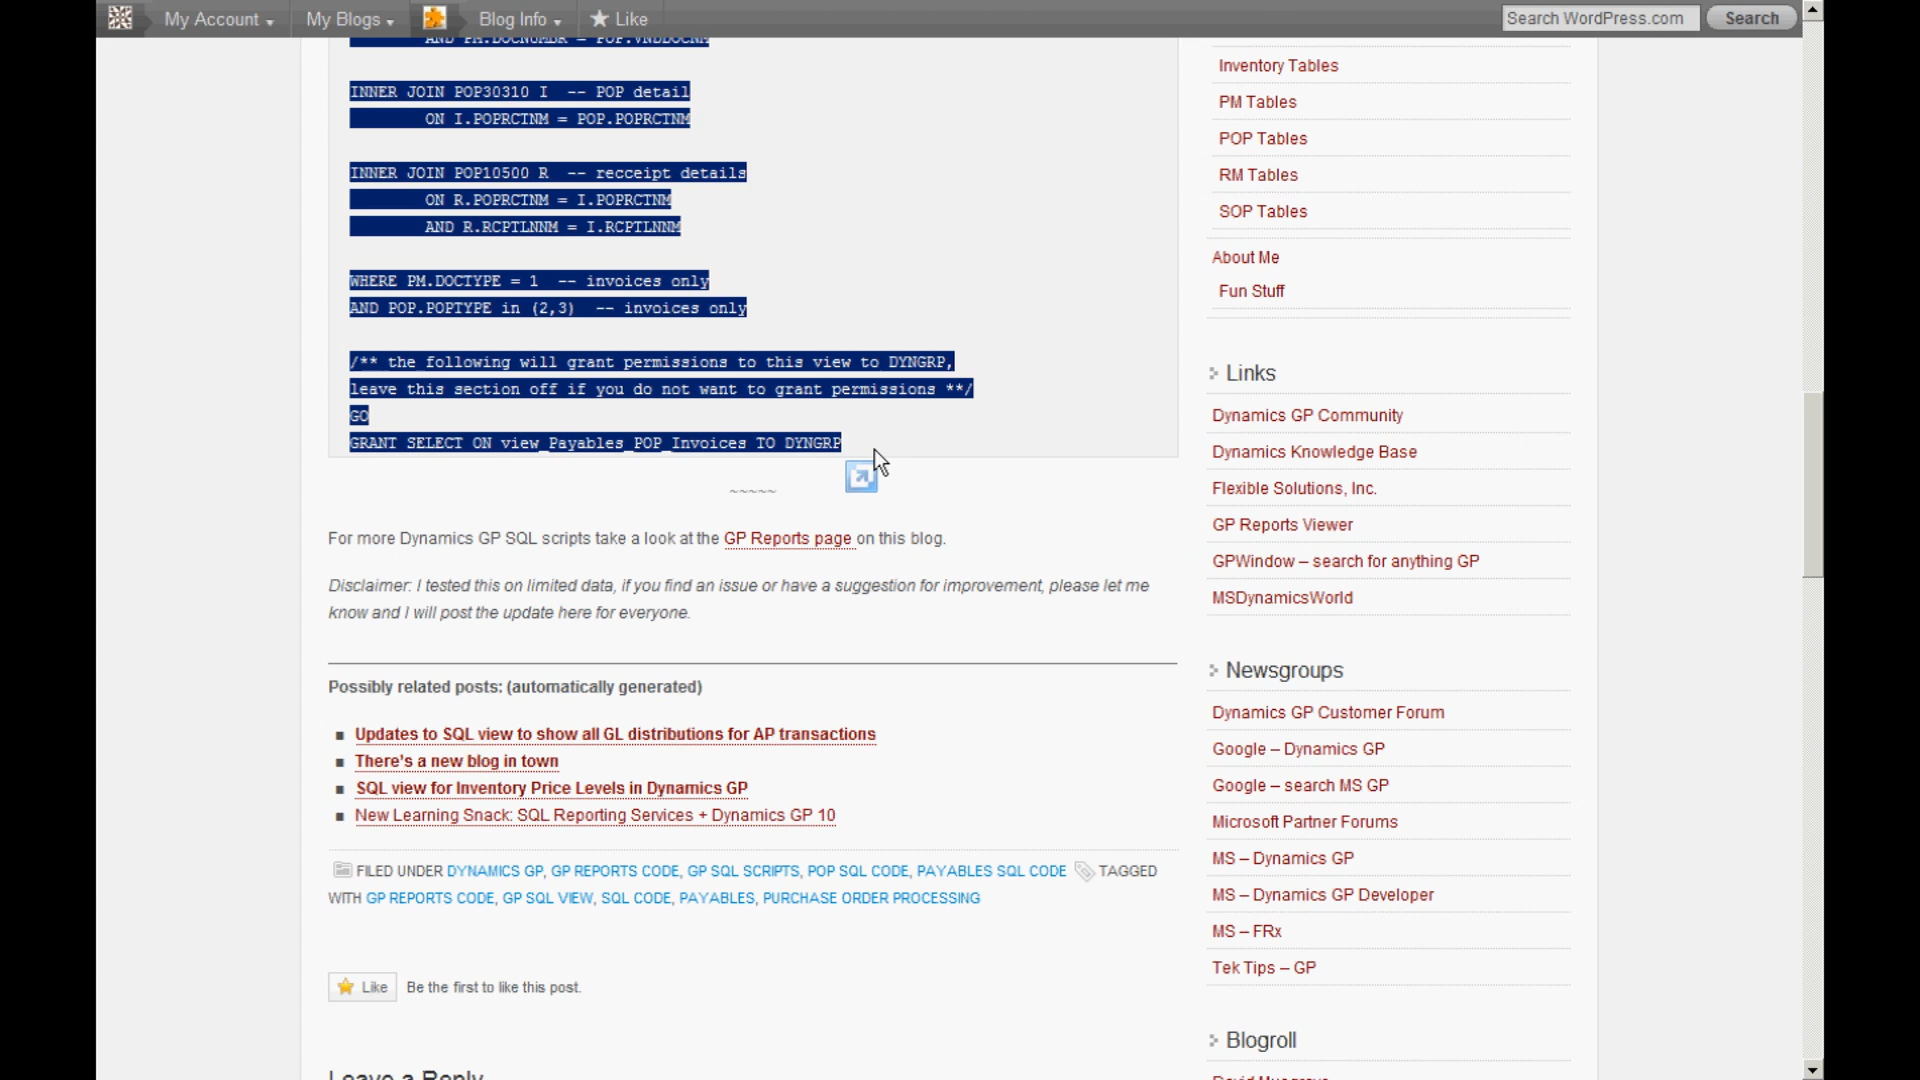 My Account
My Blogs
Blog Info
Like
Search WordPress.com
Search
AND PM.DOCNUMBR = POP.VNDDOCNM
INNER JOIN POP30310 I -- POP detail
ON I.POPRCTNM = POP.POPRCTNM
INNER JOIN POP10500 R -- recceipt details
ON R.POPRCTNM = I.POPRCTNM
AND R.RCPTLNNM = I.RCPTLNNM
WHERE PM.DOCTYPE = 1 -- invoices only
AND POP.POPTYPE in (2,3) -- invoices only
/** the following will grant permissions to this view to DYNGRP,
leave this section off if you do not want to grant permissions **/
GO
GRANT SELECT ON view_Payables_POP_Invoices TO DYNGRP
~~~~~
For more Dynamics GP SQL scripts take a look at the GP Reports page on this blog.
Disclaimer: I tested this on limited data, if you find an issue or have a suggestion for improvement, please let me
know and I will post the update here for everyone.
Possibly related posts: (automatically generated)
Updates to SQL view to show all GL distributions for AP transactions
There's a new blog in town
SQL view for Inventory Price Levels in Dynamics GP
New Learning Snack: SQL Reporting Services + Dynamics GP 10
FILED UNDER DYNAMICS GP, GP REPORTS CODE, GP SQL SCRIPTS, POP SQL CODE, PAYABLES SQL CODE TAGGED
WITH GP REPORTS CODE, GP SQL VIEW, SQL CODE, PAYABLES, PURCHASE ORDER PROCESSING
Like Be the first to like this post.
Leave a Reply
Inventory Tables
PM Tables
POP Tables
RM Tables
SOP Tables
About Me
Fun Stuff
Links
Dynamics GP Community
Dynamics Knowledge Base
Flexible Solutions, Inc.
GP Reports Viewer
GPWindow – search for anything GP
MSDynamicsWorld
Newsgroups
Dynamics GP Customer Forum
Google – Dynamics GP
Google – search MS GP
Microsoft Partner Forums
MS – Dynamics GP
MS – Dynamics GP Developer
MS – FRx
Tek Tips – GP
Blogroll